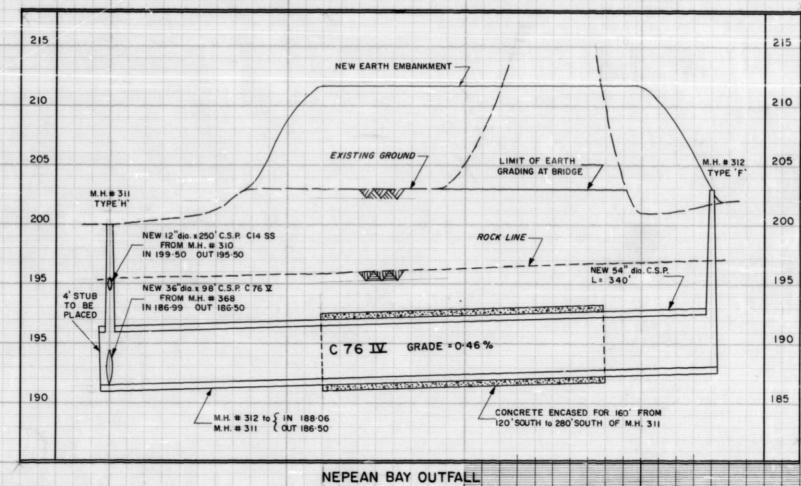 215
215
NEW EARTH EMBANKMENT
210
210
EXISTING GROUND
LIMIT OF EARTH
GRADING AT BRIDGE
205
205
M.H. # 311
TYPE 'H'
M.H. # 312
TYPE 'F'
200
200
NEW 12" dia. x 250' C.S.P. C14 SS
FROM M.H. # 310
IN 199·50 OUT 195·50
ROCK LINE
195
195
NEW 36" dia. x 98' C.S.P. C 76 V
FROM M.H. # 368
IN 186·99 OUT 186·50
NEW 54" dia. C.S.P.
L = 340'
4' STUB
TO BE
PLACED
195
190
C 76 IV GRADE = 0·46 %
190
185
M.H. # 312 to { IN 188·06
M.H. # 311 { OUT 186·50
CONCRETE ENCASED FOR 160' FROM
120' SOUTH to 280' SOUTH OF M.H. 311
NEPEAN BAY OUTFALL